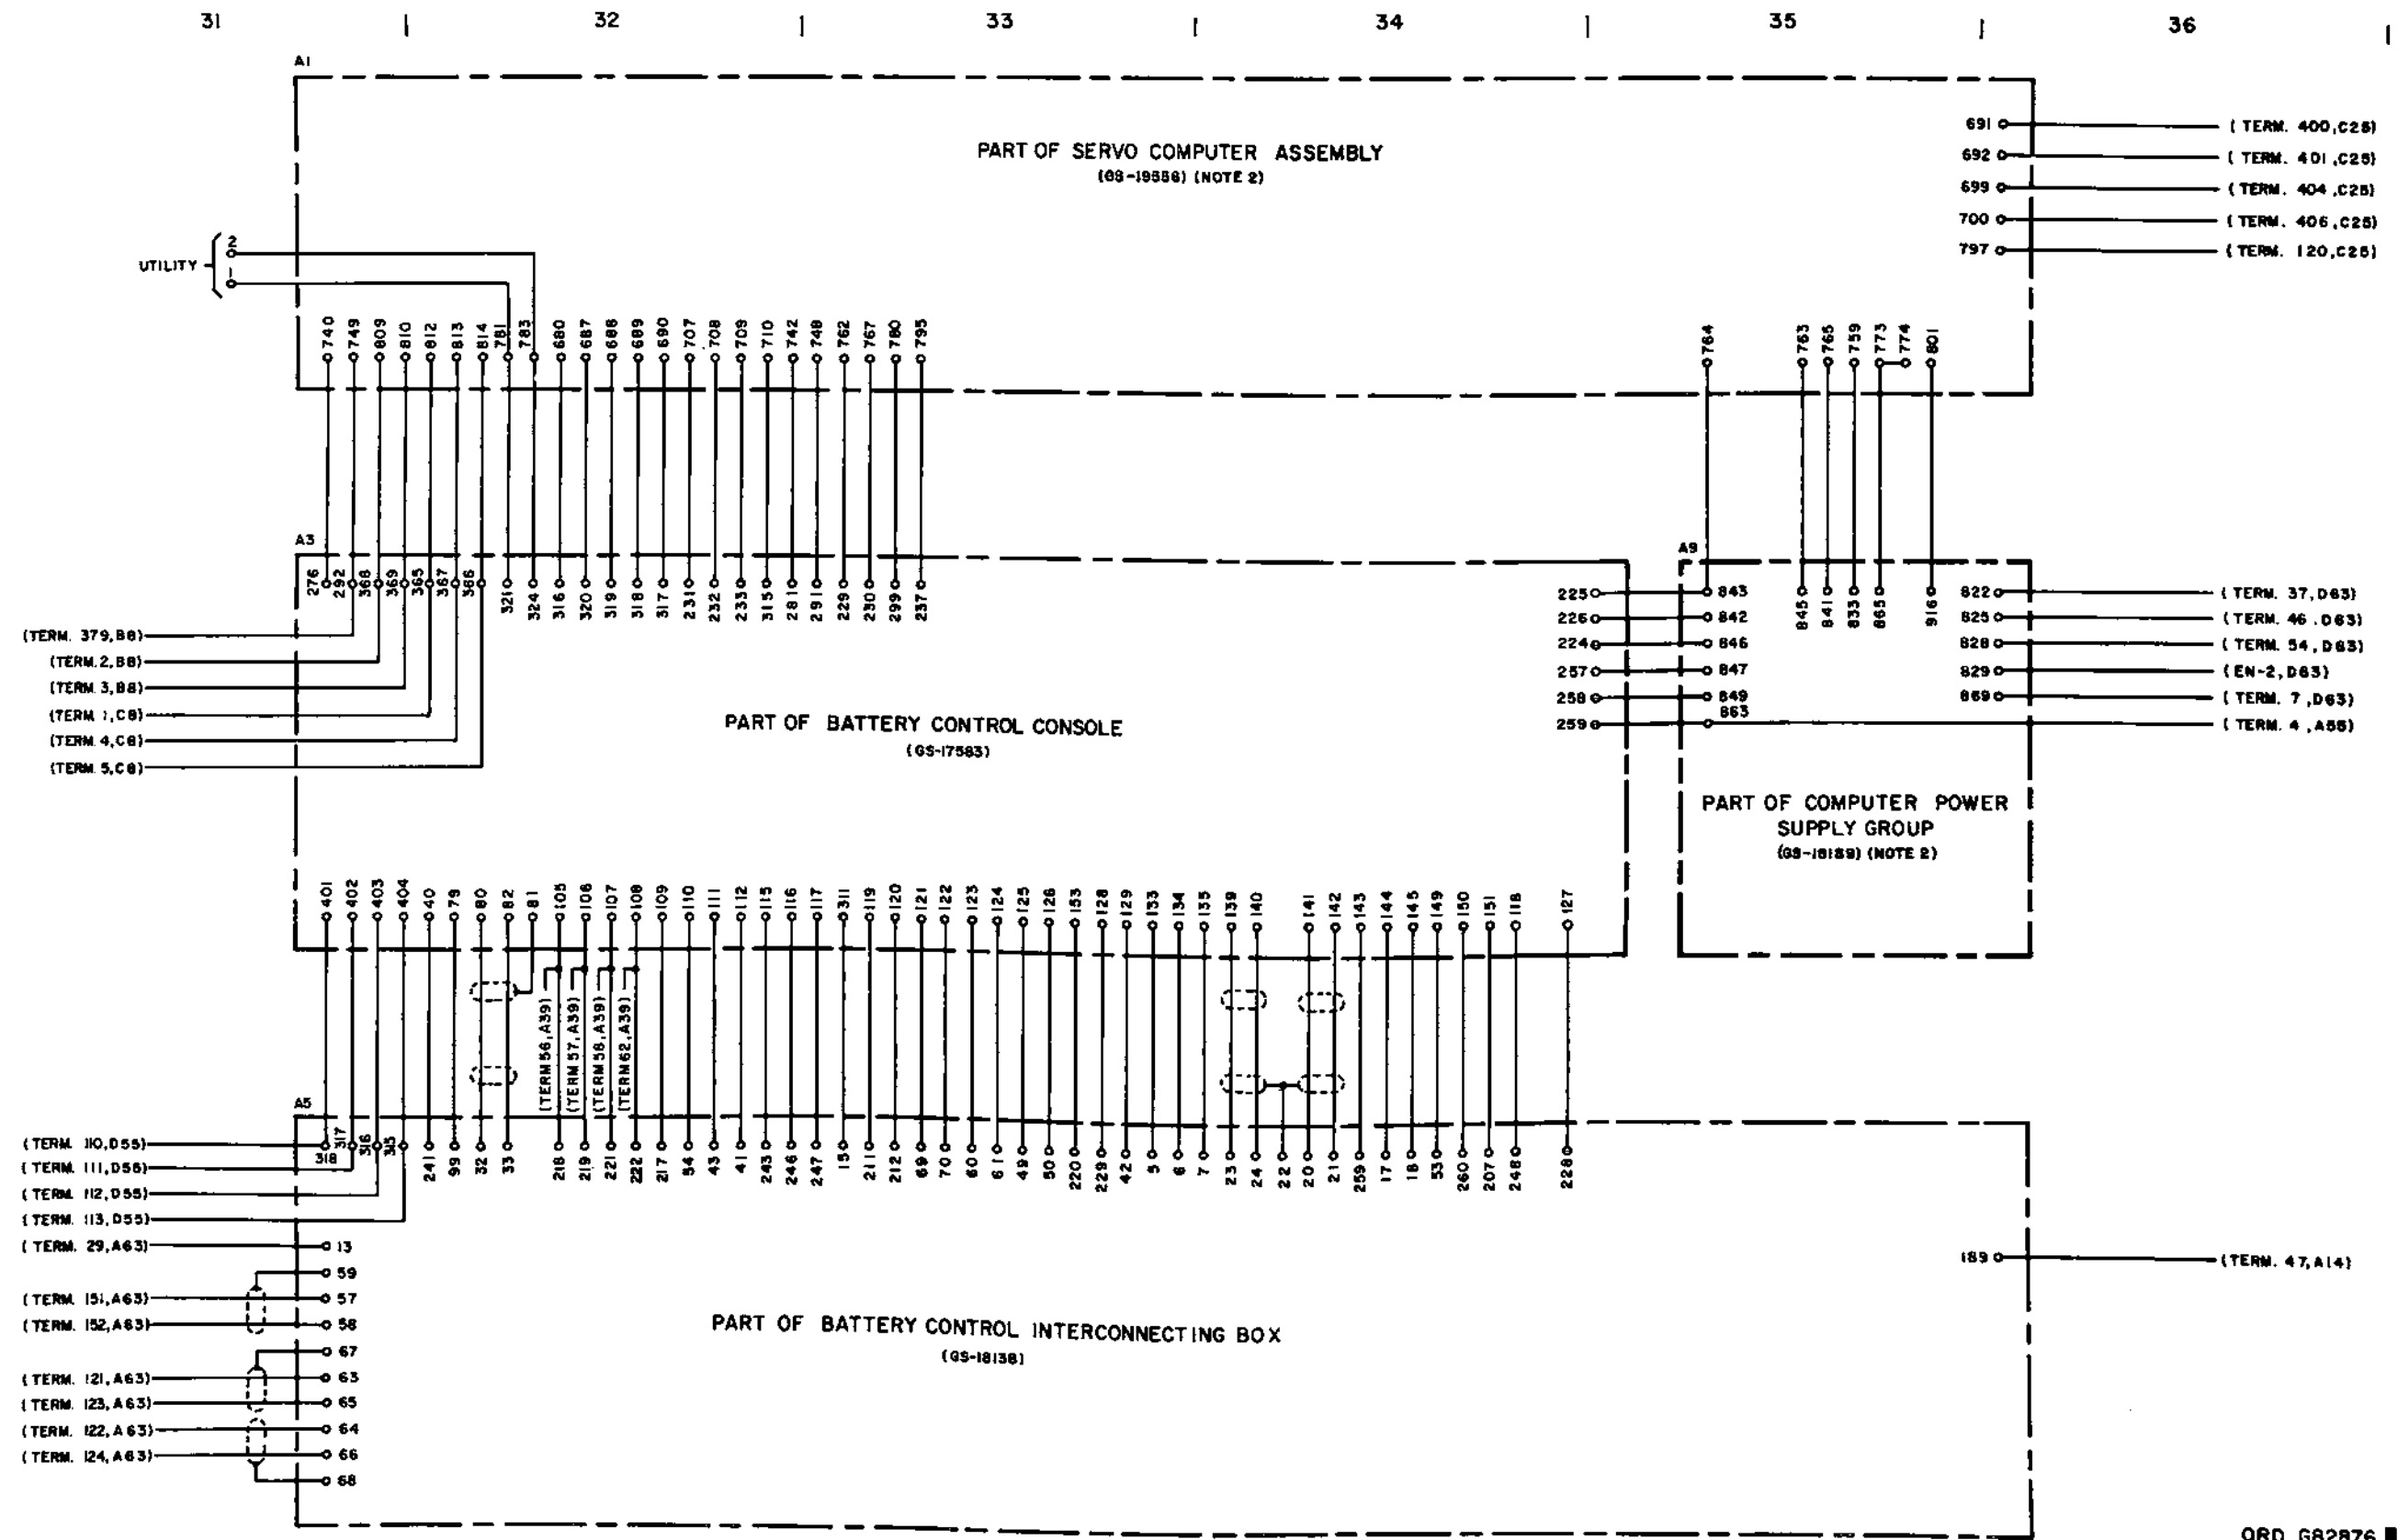 31 32 33 34 35 36
A1
PART OF SERVO COMPUTER ASSEMBLY
(NOTE 2)
691 (TERM. 400,C25)
692 (TERM. 401,C25)
699 (TERM. 404,C25)
700 (TERM. 406,C25)
797 (TERM. 120,C25)
UTILITY
2
1
740 749 809 810 812 813 814 781 783 680 687 688 689 690 707 708 709 710 742 748 762 767 780 795
764 763 765 759 773 774 801
A3
276 292 368 369 365 367 366 321 324 316 320 319 318 317 231 232 233 315 281 291 229 230 299 237
(TERM. 379,B8)
(TERM. 2,B8)
(TERM. 3,B8)
(TERM. 1,C8)
(TERM. 4,C8)
(TERM. 5,C8)
PART OF BATTERY CONTROL CONSOLE
(GS-17583)
225
226
224
257
258
259
A9
843
842
846
847
849
863
845 841 833 865 916
822 (TERM. 37,D63)
825 (TERM. 46,D63)
828 (TERM. 54,D63)
829 (EN-2,D63)
869 (TERM. 7,D63)
(TERM. 4,A55)
PART OF COMPUTER POWER
SUPPLY GROUP
(NOTE 2)
401 402 403 404 40 79 80 82 81 105 106 107 108 109 110 111 112 115 116 117 311 119 120 121 122 123 124 125 126 153 128 129 133 134 135 139 140 141 142 143 144 145 149 150 151 118 127
(TERM 56,A39)
(TERM 57,A39)
(TERM 58,A39)
(TERM 62,A39)
A5
318 317 316 315 241 99 32 33 218 219 221 222 217 54 43 41 243 246 247 15 211 212 69 70 60 61 49 50 220 229 42 5 6 7 23 24 22 20 21 259 17 18 53 260 207 248 228
(TERM. 110,D55)
(TERM. 111,D55)
(TERM. 112,D55)
(TERM. 113,D55)
(TERM. 29,A63) 13
59
(TERM. 151,A63) 57
(TERM. 152,A63) 58
67
(TERM. 121,A63) 63
(TERM. 123,A63) 65
(TERM. 122,A63) 64
(TERM. 124,A63) 66
68
PART OF BATTERY CONTROL INTERCONNECTING BOX
(GS-18138)
189 (TERM. 47,A14)
ORD G82876